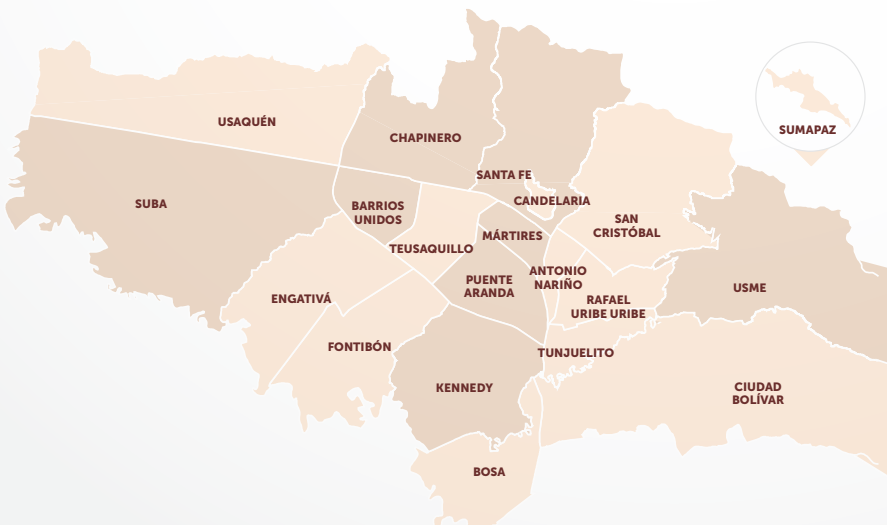 USAQUÉN
SUMAPAZ
CHAPINERO
SANTA FE
SUBA
BARRIOS
UNIDOS
CANDELARIA
SAN
CRISTÓBAL
TEUSAQUILLO
MÁRTIRES
PUENTE
ARANDA
ANTONIO
NARIÑO
USME
ENGATIVÁ
RAFAEL
URIBE URIBE
FONTIBÓN
TUNJUELITO
KENNEDY
CIUDAD
BOLÍVAR
BOSA